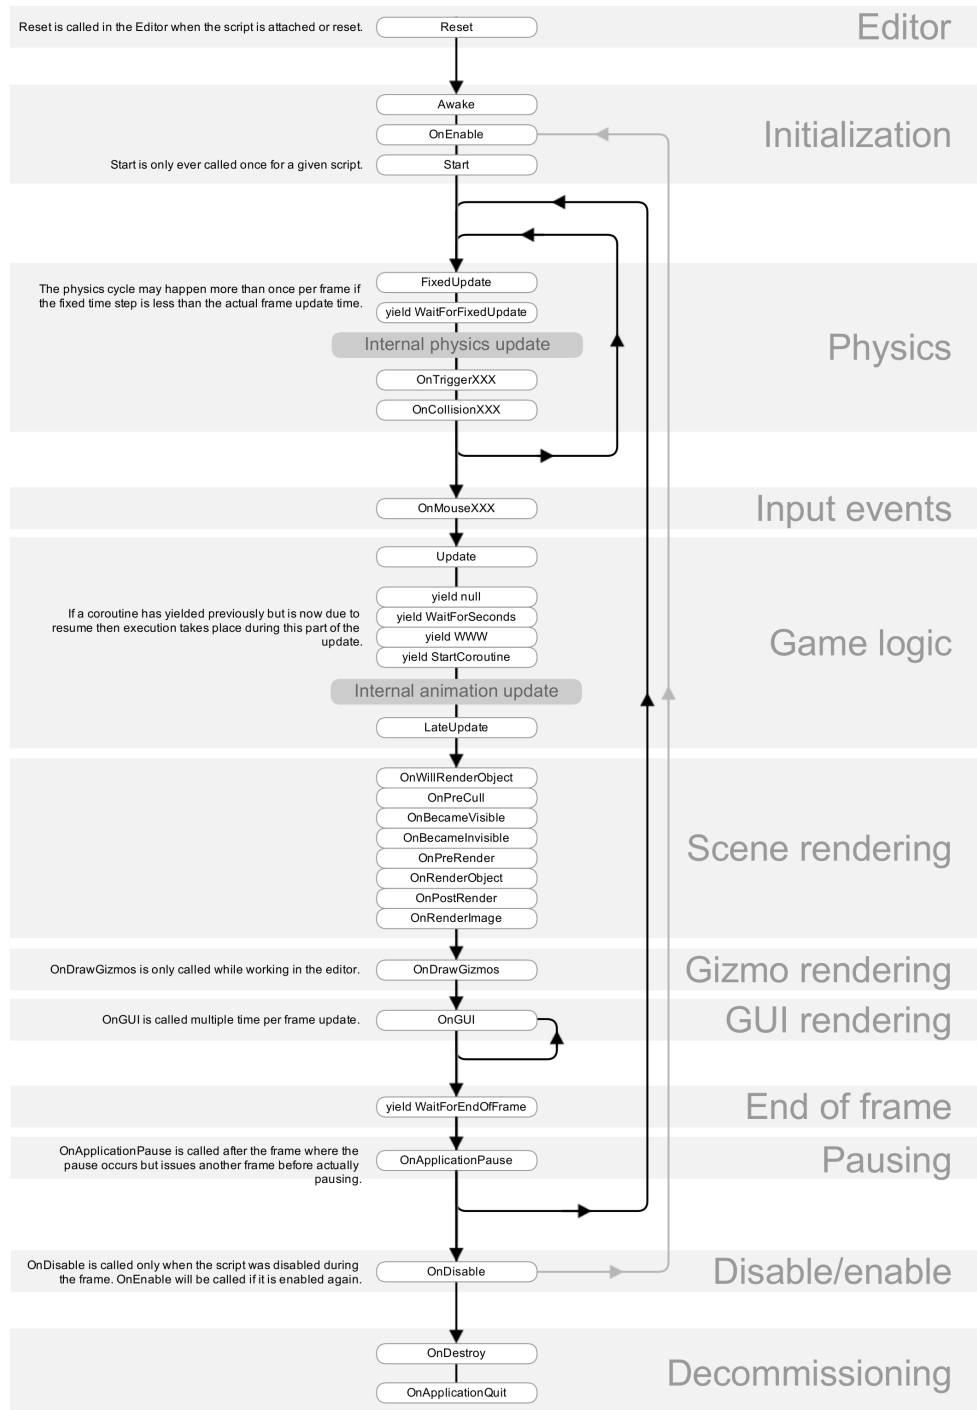 Reset is called in the Editor when the script is attached or reset.
Reset
Editor
Awake
OnEnable
Initialization
Start is only ever called once for a given script.
Start
The physics cycle may happen more than once per frame if
the fixed time step is less than the actual frame update time.
FixedUpdate
yield WaitForFixedUpdate
Internal physics update
Physics
OnTriggerXXX
OnCollisionXXX
OnMouseXXX
Input events
Update
If a coroutine has yielded previously but is now due to
resume then execution takes place during this part of the
update.
yield null
yield WaitForSeconds
yield WWW
yield StartCoroutine
Game logic
Internal animation update
LateUpdate
OnWillRenderObject
OnPreCull
OnBecameVisible
OnBecameInvisible
OnPreRender
OnRenderObject
OnPostRender
OnRenderImage
Scene rendering
OnDrawGizmos is only called while working in the editor.
OnDrawGizmos
Gizmo rendering
OnGUI is called multiple time per frame update.
OnGUI
GUI rendering
yield WaitForEndOfFrame
End of frame
OnApplicationPause is called after the frame where the
pause occurs but issues another frame before actually
pausing.
OnApplicationPause
Pausing
OnDisable is called only when the script was disabled during
the frame. OnEnable will be called if it is enabled again.
OnDisable
Disable/enable
OnDestroy
Decommissioning
OnApplicationQuit